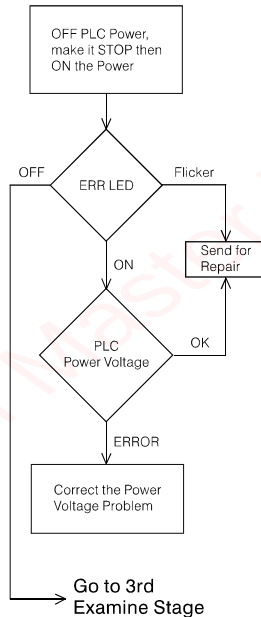 OFF PLC Power,
make it STOP then
ON the Power
OFF
ERR LED
Flicker
Send for
Repair
ON
PLC
Power Voltage
OK
ERROR
Correct the Power
Voltage Problem
Go to 3rd
Examine Stage
Master